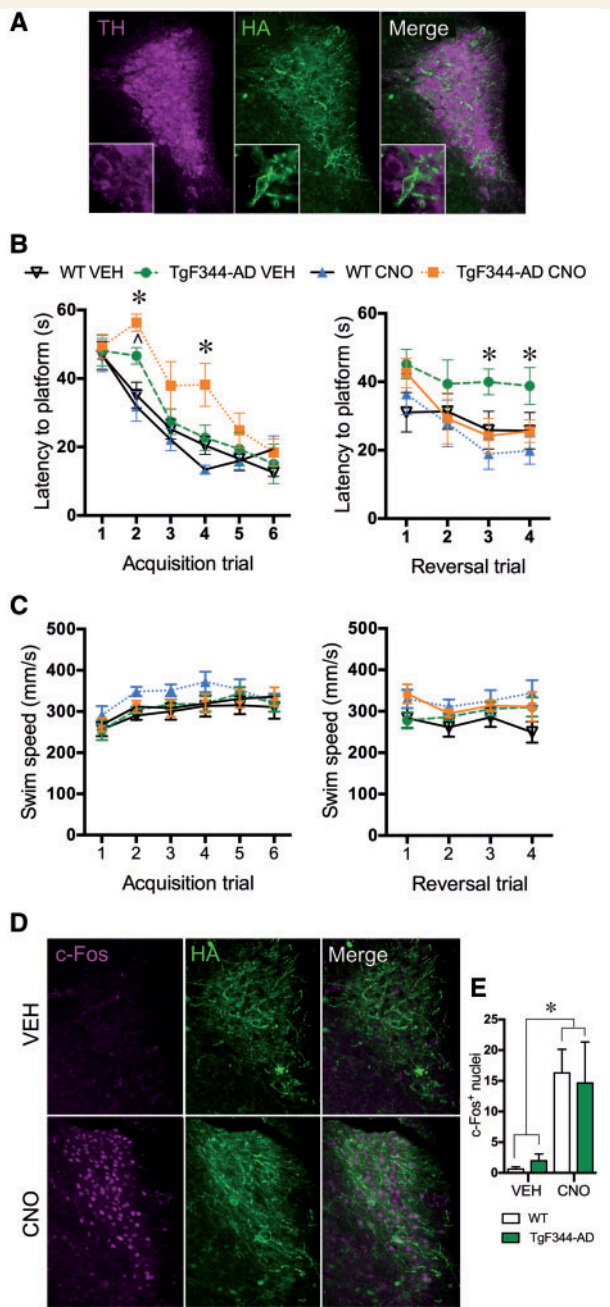 A
TH HA Merge
B
WT VEH TgF344-AD VEH WT CNO TgF344-AD CNO
Latency to platform (s)
60
40
20
0
* ^ *
1 2 3 4 5 6
Acquisition trial
Latency to platform (s)
60
40
20
0
* *
1 2 3 4
Reversal trial
C
Swim speed (mm/s)
500
400
300
200
100
0
1 2 3 4 5 6
Acquisition trial
Swim speed (mm/s)
500
400
300
200
100
0
1 2 3 4
Reversal trial
D
c-Fos HA Merge
VEH
CNO
E
*
c-Fos⁺ nuclei
25
20
15
10
5
0
VEH CNO
WT
TgF344-AD